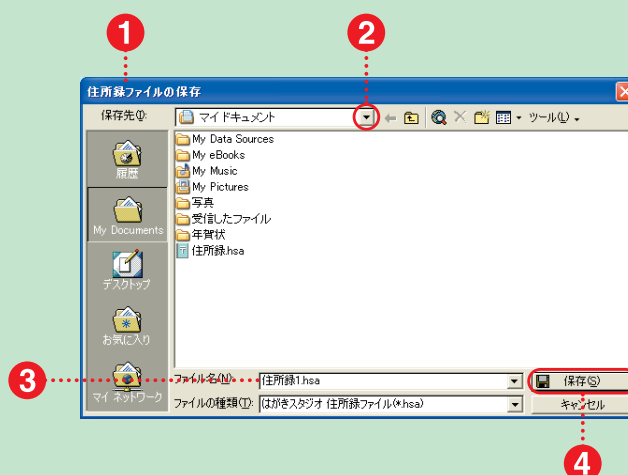 1
2
住所録ファイルの保存
保存先(I):
マイ ドキュメント
ツール(L)
履歴
My Documents
デスクトップ
お気に入り
マイ ネットワーク
My Data Sources
My eBooks
My Music
My Pictures
写真
受信したファイル
年賀状
住所録.hsa
3
ファイル名(N):
住所録1.hsa
保存(S)
ファイルの種類(T):
はがきスタジオ 住所録ファイル(*.hsa)
キャンセル
4